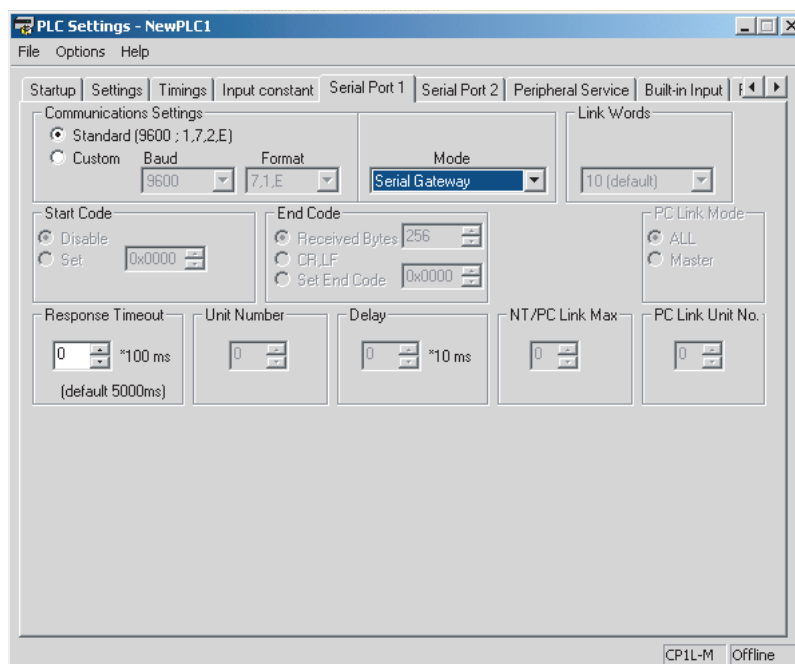 PLC Settings - NewPLC1
File Options Help
Startup Settings Timings Input constant Serial Port 1 Serial Port 2 Peripheral Service Built-in Input
Communications Settings Link Words
Standard (9600 ; 1,7,2,E)
Custom Baud Format Mode
9600 7,1,E Serial Gateway 10 (default)
Start Code End Code PC Link Mode
Disable Received Bytes 256 ALL
Set 0x0000 CR,LF Master
Set End Code 0x0000
Response Timeout Unit Number Delay NT/PC Link Max PC Link Unit No.
0 *100 ms 0 0 *10 ms 0 0
(default 5000ms)
CP1L-M Offline